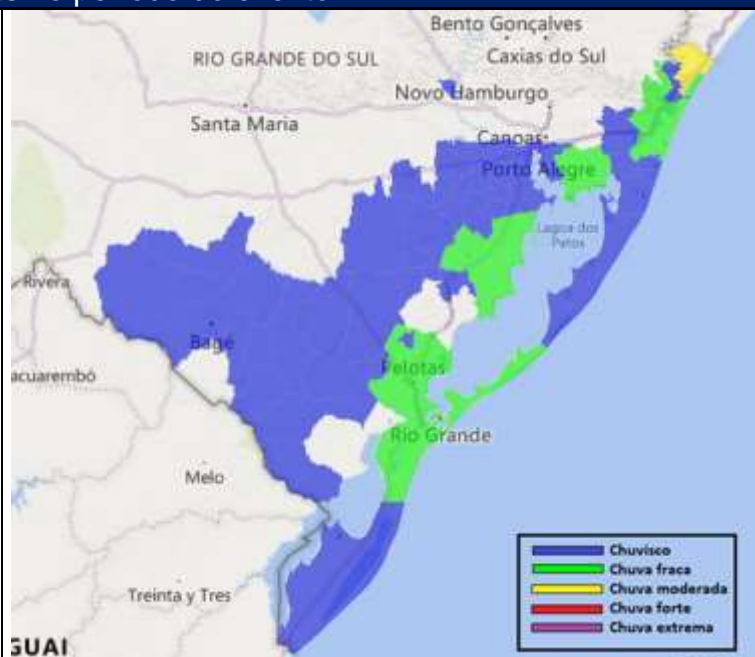 Bento Gonçalves
RIO GRANDE DO SUL
Caxias do Sul
Novo Hamburgo
Santa Maria
Canoas
Porto Alegre
Lagoa dos
Patos
Rivera
Bagé
acuarembó
Pelotas
Rio Grande
Melo
Treinta y Tres
GUAI
Chuvisco
Chuva fraca
Chuva moderada
Chuva forte
Chuva extrema